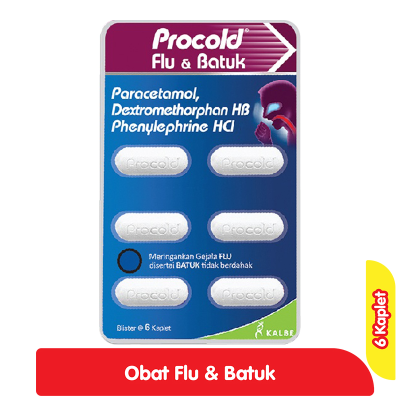 Procold®
Flu & Batuk
Paracetamol,
Dextromethorphan HB
Phenylephrine HCl
Procold Procold
Procold Procold
Meringankan Gejala FLU
disertai BATUK tidak berdahak
Procold Procold
Blister @ 6 Kaplet
KALBE
6 Kaplet
Obat Flu & Batuk